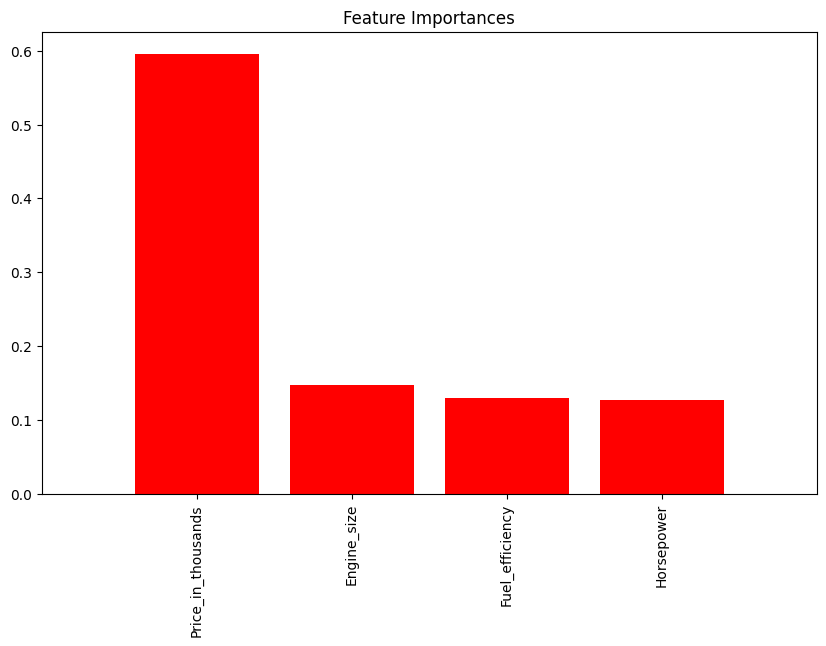 Feature Importances
0.6
0.5
0.4
0.3
0.2
0.1
0.0
Price_in_thousands
Engine_size
Fuel_efficiency
Horsepower